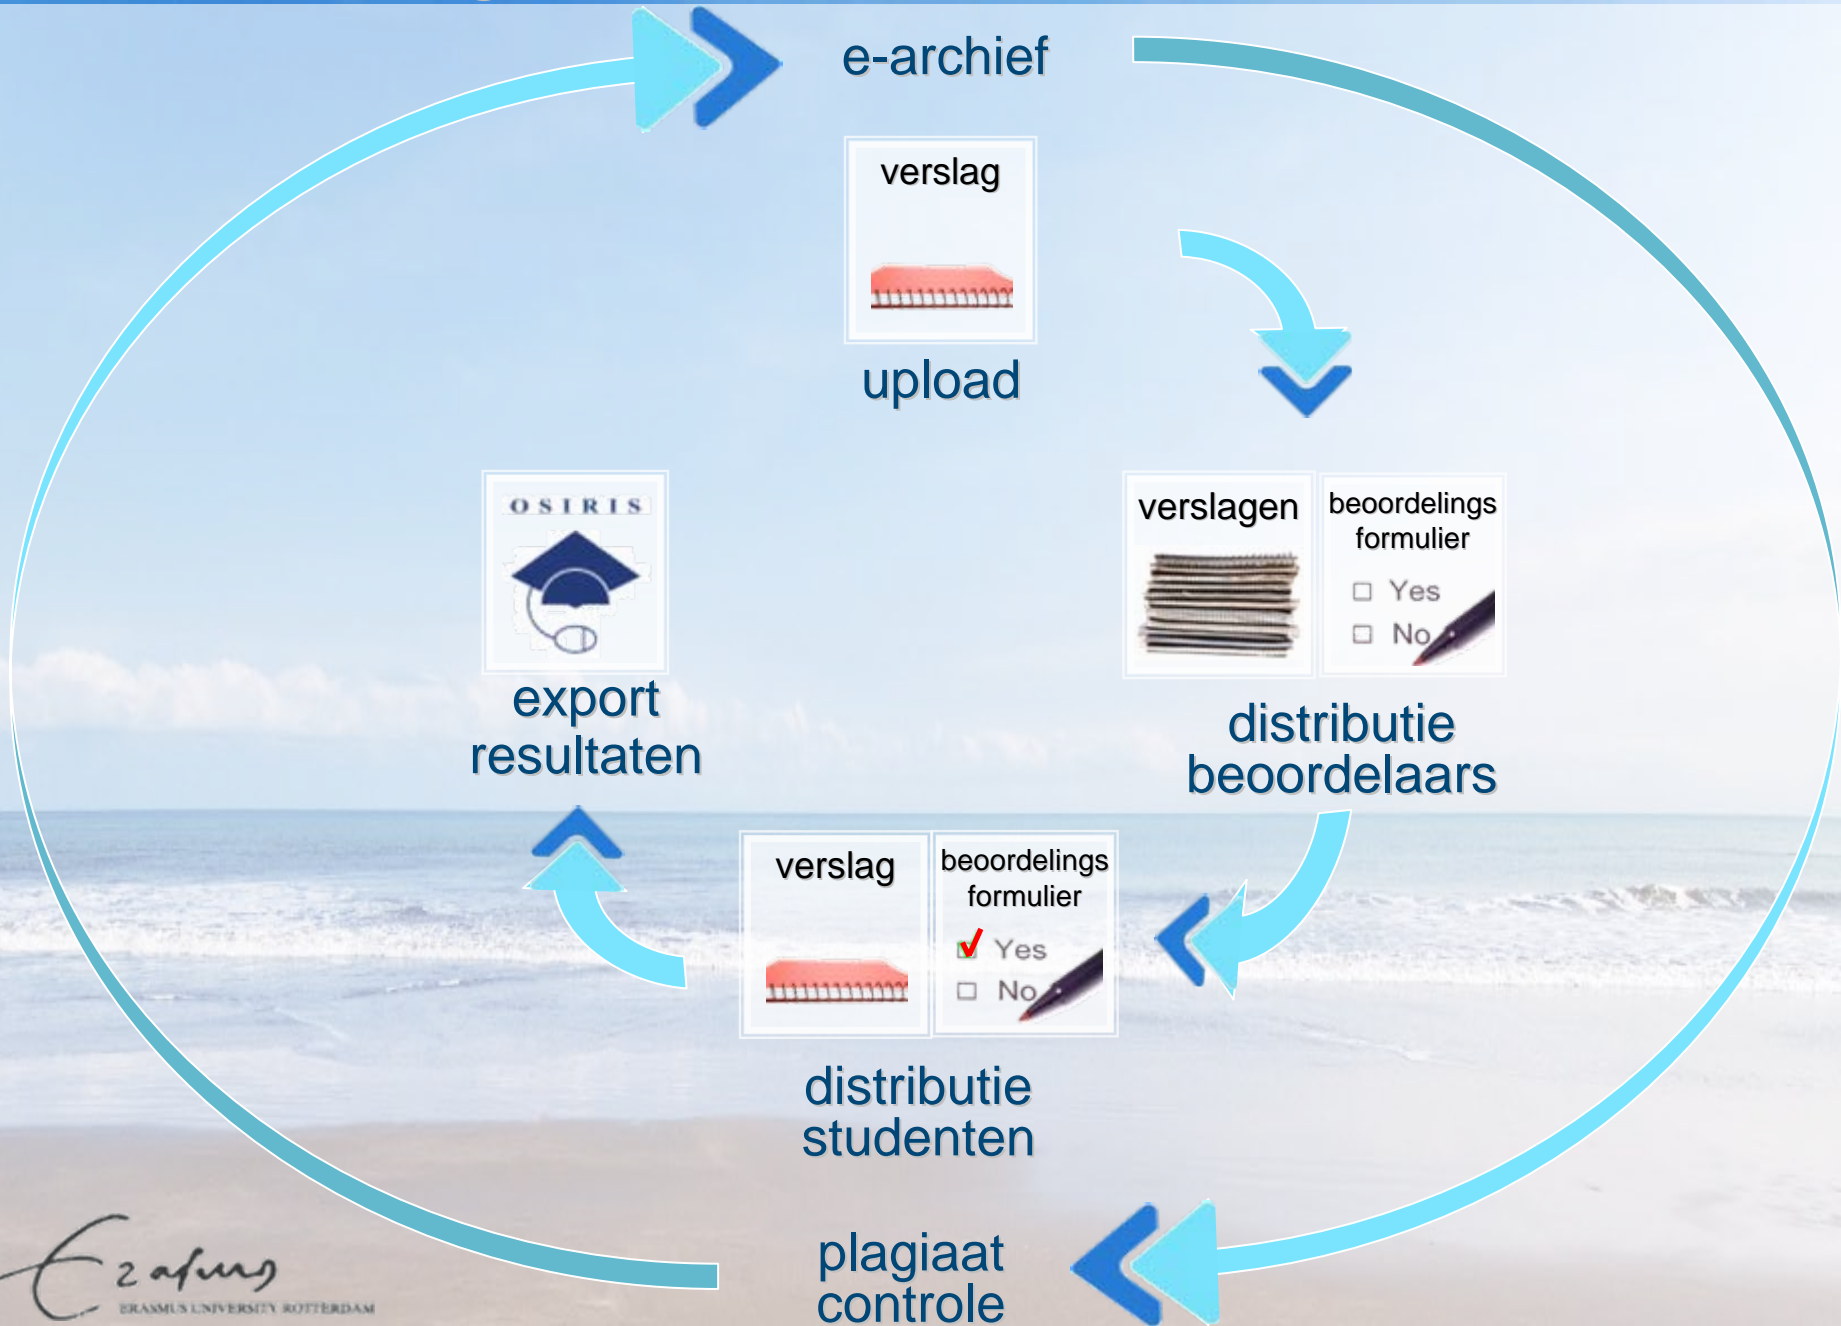 e-archief
verslag
upload
OSIRIS
export
resultaten
verslagen
beoordelings
formulier
Yes
No
distributie
beoordelaars
verslag
beoordelings
formulier
Yes
No
distributie
studenten
plagiaat
controle
Erasmus
ERASMUS UNIVERSITY ROTTERDAM